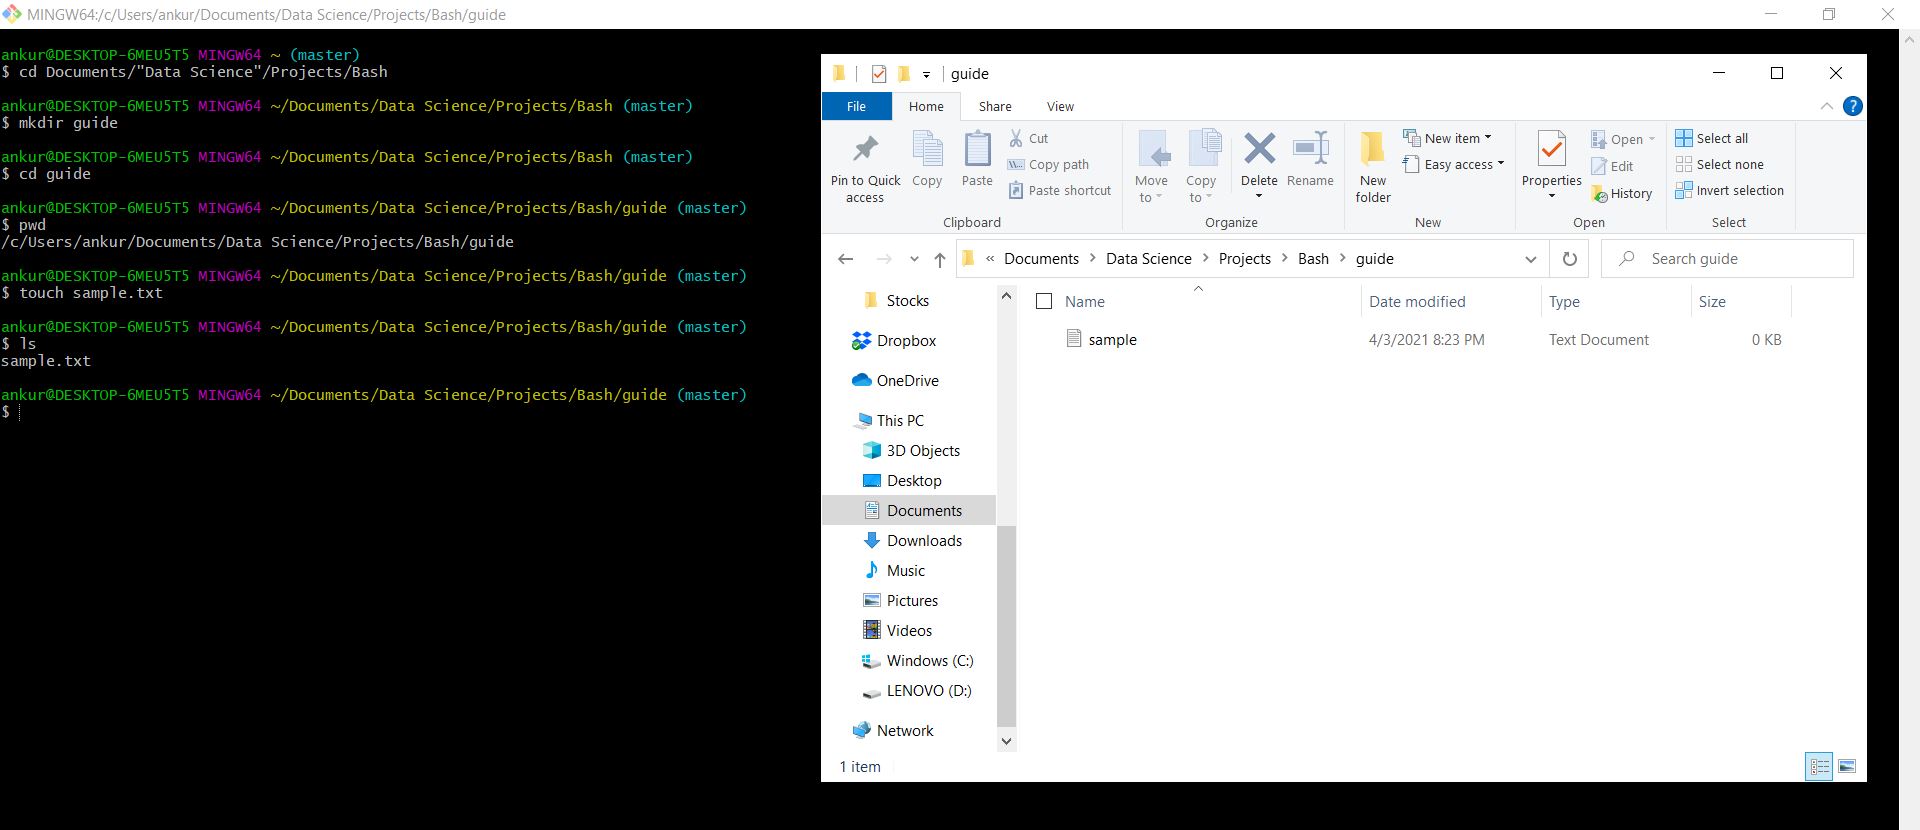 MINGW64:/c/Users/ankur/Documents/Data Science/Projects/Bash/guide
ankur@DESKTOP-6MEU5T5 MINGW64 ~ (master)
$ cd Documents/"Data Science"/Projects/Bash
ankur@DESKTOP-6MEU5T5 MINGW64 ~/Documents/Data Science/Projects/Bash (master)
$ mkdir guide
ankur@DESKTOP-6MEU5T5 MINGW64 ~/Documents/Data Science/Projects/Bash (master)
$ cd guide
ankur@DESKTOP-6MEU5T5 MINGW64 ~/Documents/Data Science/Projects/Bash/guide (master)
$ pwd
/c/Users/ankur/Documents/Data Science/Projects/Bash/guide
ankur@DESKTOP-6MEU5T5 MINGW64 ~/Documents/Data Science/Projects/Bash/guide (master)
$ touch sample.txt
ankur@DESKTOP-6MEU5T5 MINGW64 ~/Documents/Data Science/Projects/Bash/guide (master)
$ ls
sample.txt
ankur@DESKTOP-6MEU5T5 MINGW64 ~/Documents/Data Science/Projects/Bash/guide (master)
$
guide
File Home Share View
Pin to Quick access
Copy
Paste
Cut
Copy path
Paste shortcut
Clipboard
Move to
Copy to
Delete
Rename
Organize
New folder
New item
Easy access
New
Properties
Open
Edit
History
Open
Select all
Select none
Invert selection
Select
« Documents > Data Science > Projects > Bash > guide
Search guide
Stocks
Dropbox
OneDrive
This PC
3D Objects
Desktop
Documents
Downloads
Music
Pictures
Videos
Windows (C:)
LENOVO (D:)
Network
Name Date modified Type Size
sample 4/3/2021 8:23 PM Text Document 0 KB
1 item